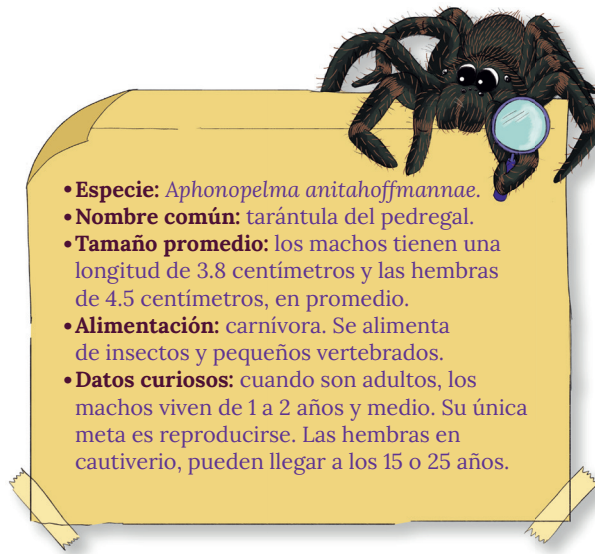 •Especie: Aphonopelma anitahoffmannae.
•Nombre común: tarántula del pedregal.
•Tamaño promedio: los machos tienen una
longitud de 3.8 centímetros y las hembras
de 4.5 centímetros, en promedio.
•Alimentación: carnívora. Se alimenta
de insectos y pequeños vertebrados.
•Datos curiosos: cuando son adultos, los
machos viven de 1 a 2 años y medio. Su única
meta es reproducirse. Las hembras en
cautiverio, pueden llegar a los 15 o 25 años.